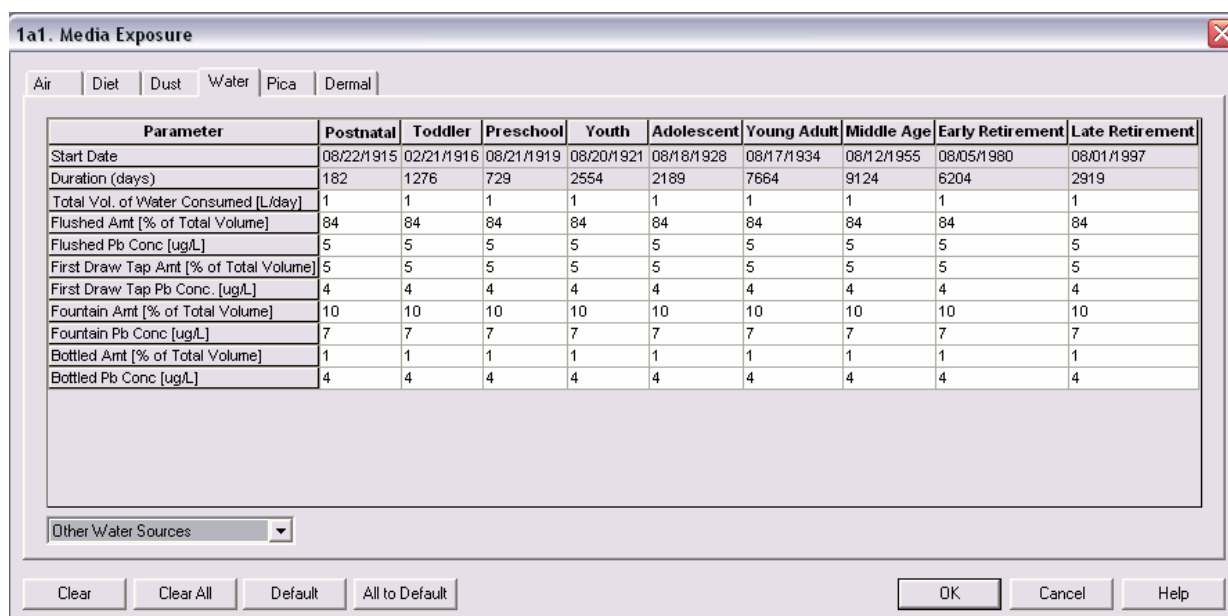 1a1. Media Exposure
Air Diet Dust Water Pica Dermal
Parameter Postnatal Toddler Preschool Youth Adolescent Young Adult Middle Age Early Retirement Late Retirement
Start Date 08/22/1915 02/21/1916 08/21/1919 08/20/1921 08/18/1928 08/17/1934 08/12/1955 08/05/1980 08/01/1997
Duration (days) 182 1276 729 2554 2189 7664 9124 6204 2919
Total Vol. of Water Consumed [L/day] 1 1 1 1 1 1 1 1 1
Flushed Amt [% of Total Volume] 84 84 84 84 84 84 84 84 84
Flushed Pb Conc [ug/L] 5 5 5 5 5 5 5 5 5
First Draw Tap Amt [% of Total Volume] 5 5 5 5 5 5 5 5 5
First Draw Tap Pb Conc. [ug/L] 4 4 4 4 4 4 4 4 4
Fountain Amt [% of Total Volume] 10 10 10 10 10 10 10 10 10
Fountain Pb Conc [ug/L] 7 7 7 7 7 7 7 7 7
Bottled Amt [% of Total Volume] 1 1 1 1 1 1 1 1 1
Bottled Pb Conc [ug/L] 4 4 4 4 4 4 4 4 4
Other Water Sources
Clear Clear All Default All to Default OK Cancel Help